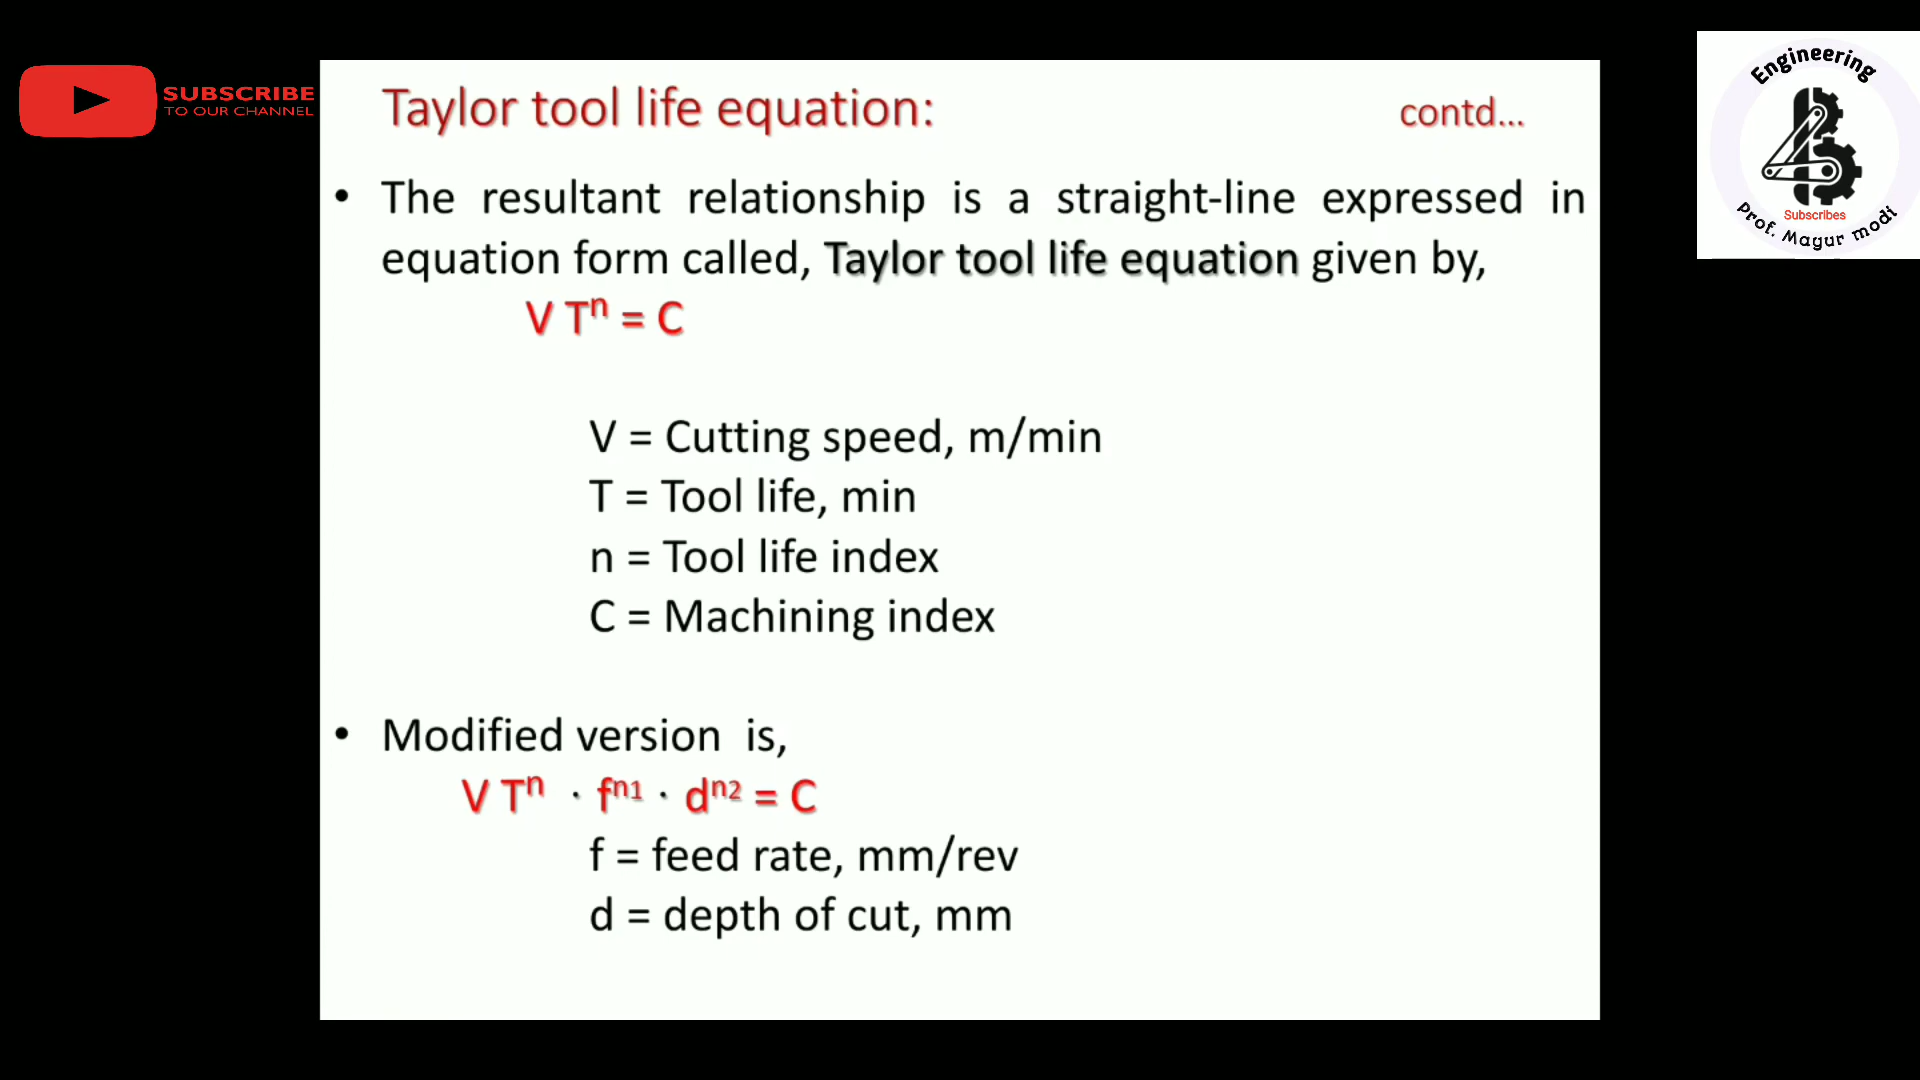 SUBSCRIBE
TO OUR CHANNEL
Engineering
Subscribes
Prof. Mayur modi
Taylor tool life equation: contd...
• The resultant relationship is a straight-line expressed in
equation form called, Taylor tool life equation given by,
V Tⁿ = C
V = Cutting speed, m/min
T = Tool life, min
n = Tool life index
C = Machining index
• Modified version is,
V Tⁿ · fⁿ¹ · dⁿ² = C
f = feed rate, mm/rev
d = depth of cut, mm